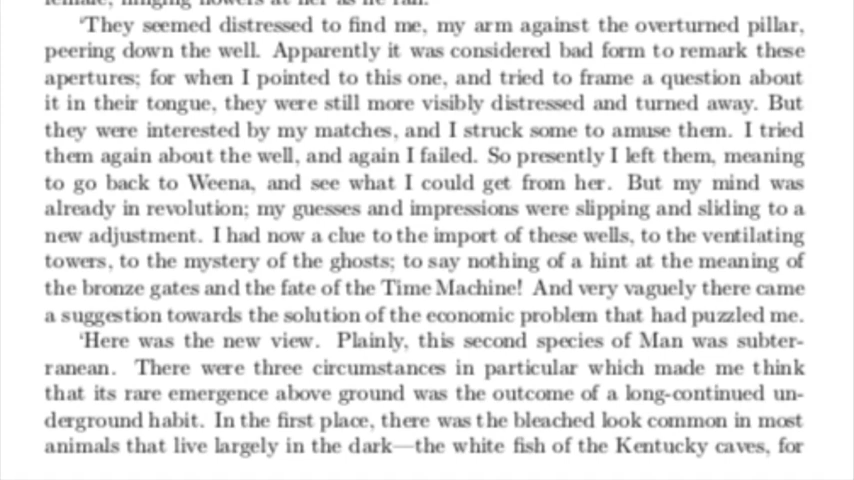 'They seemed distressed to find me, my arm against the overturned pillar,
peering down the well. Apparently it was considered bad form to remark these
apertures; for when I pointed to this one, and tried to frame a question about
it in their tongue, they were still more visibly distressed and turned away. But
they were interested by my matches, and I struck some to amuse them. I tried
them again about the well, and again I failed. So presently I left them, meaning
to go back to Weena, and see what I could get from her. But my mind was
already in revolution; my guesses and impressions were slipping and sliding to a
new adjustment. I had now a clue to the import of these wells, to the ventilating
towers, to the mystery of the ghosts; to say nothing of a hint at the meaning of
the bronze gates and the fate of the Time Machine! And very vaguely there came
a suggestion towards the solution of the economic problem that had puzzled me.
'Here was the new view. Plainly, this second species of Man was subter-
ranean. There were three circumstances in particular which made me think
that its rare emergence above ground was the outcome of a long-continued un-
derground habit. In the first place, there was the bleached look common in most
animals that live largely in the dark—the white fish of the Kentucky caves, for